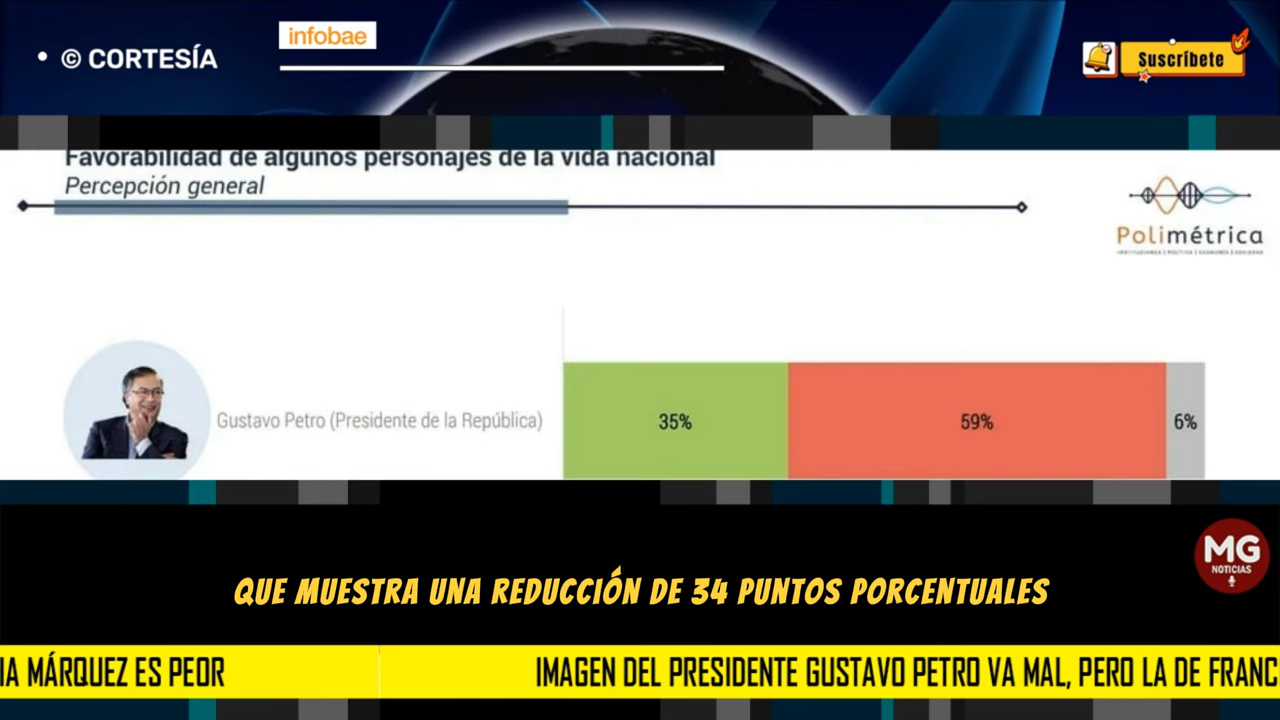 • © CORTESÍA
infobae
Suscríbete
Favorabilidad de algunos personajes de la vida nacional
Percepción general
Polimétrica
Gustavo Petro (Presidente de la República)
35%
59%
6%
MG
NOTICIAS
QUE MUESTRA UNA REDUCCIÓN DE 34 PUNTOS PORCENTUALES
IA MÁRQUEZ ES PEOR
IMAGEN DEL PRESIDENTE GUSTAVO PETRO VA MAL, PERO LA DE FRANC